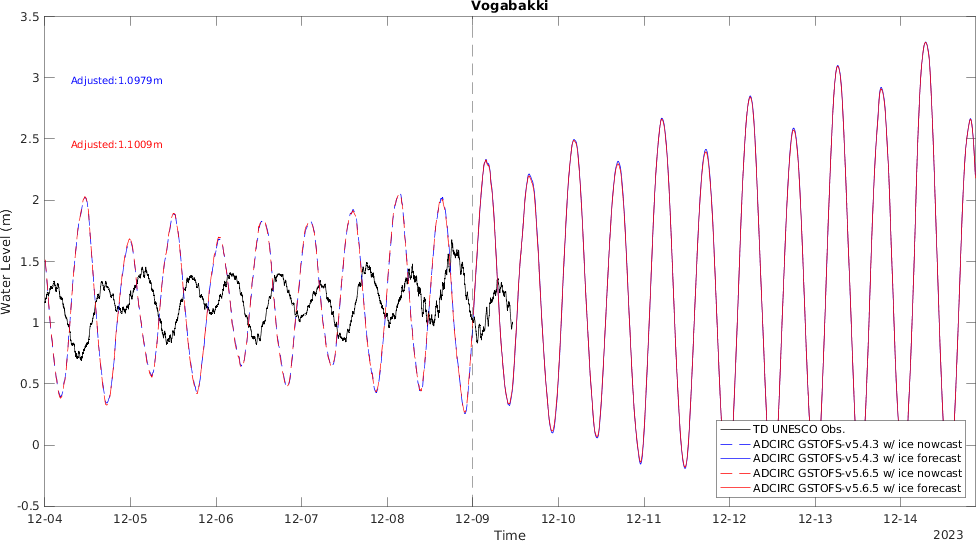 Vogabakki
3.5
3
2.5
2
1.5
1
0.5
0
-0.5
Water Level (m)
Adjusted:1.0979m
Adjusted:1.1009m
TD UNESCO Obs.
ADCIRC GSTOFS-v5.4.3 w/ ice nowcast
ADCIRC GSTOFS-v5.4.3 w/ ice forecast
ADCIRC GSTOFS-v5.6.5 w/ ice nowcast
ADCIRC GSTOFS-v5.6.5 w/ ice forecast
12-04 12-05 12-06 12-07 12-08 12-09 12-10 12-11 12-12 12-13 12-14
Time
2023